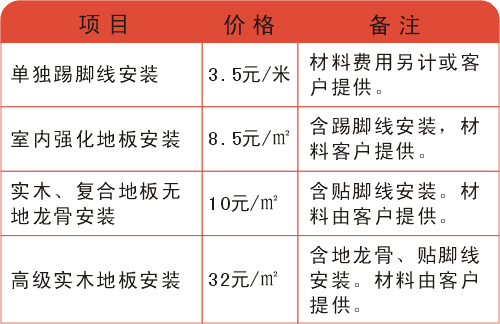 项目 价格 备注
单独踢脚线安装 3.5元/米 材料费用另计或客
户提供。
室内强化地板安装 8.5元/㎡ 含踢脚线安装，材
料客户提供。
实木、复合地板无
地龙骨安装 10元/㎡ 含贴脚线安装。材
料由客户提供。
高级实木地板安装 32元/㎡ 含地龙骨、贴脚线
安装。材料由客户
提供。